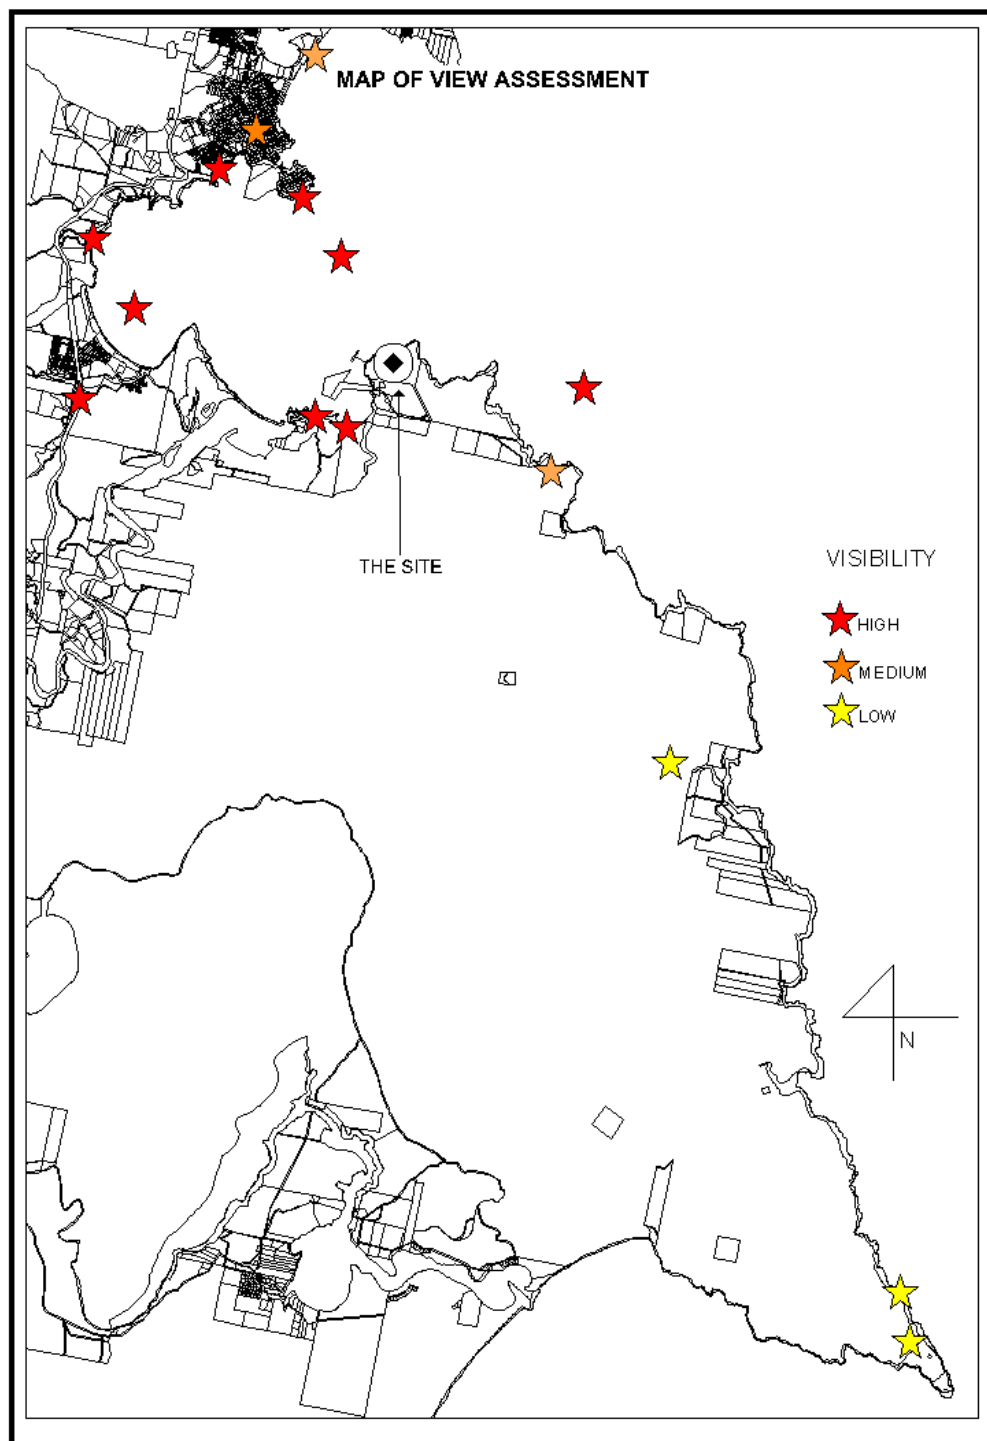 MAP OF VIEW ASSESSMENT
THE SITE
VISIBILITY
HIGH
MEDIUM
LOW
N